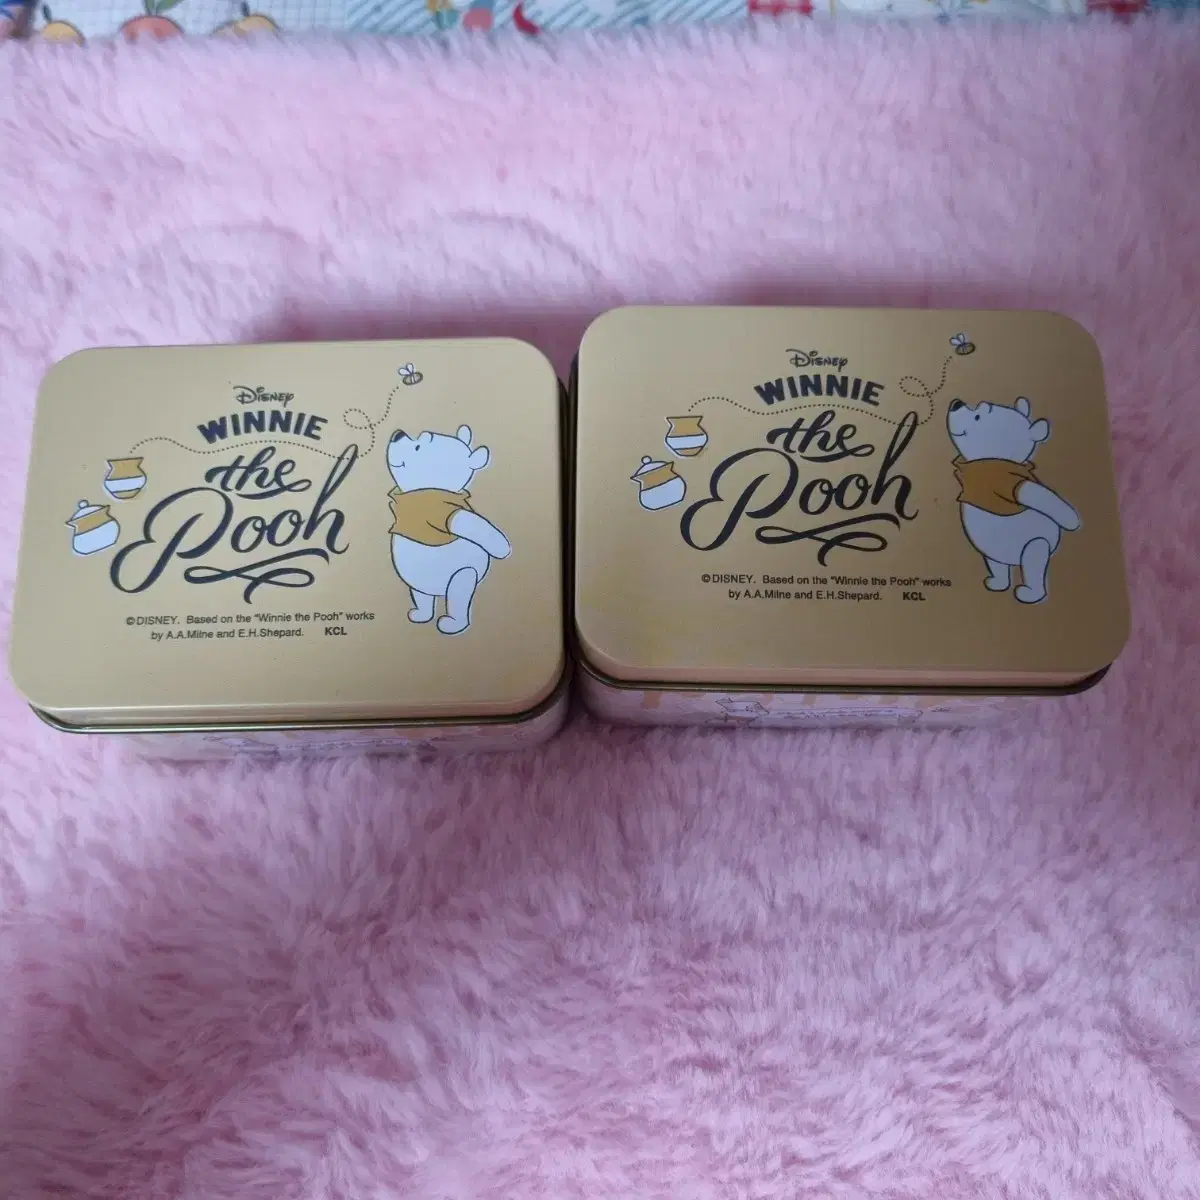 Disney
WINNIE
the
Pooh
©DISNEY. Based on the "Winnie the Pooh" works
by A.A.Milne and E.H.Shepard. KCL
Disney
WINNIE
the
Pooh
©DISNEY. Based on the "Winnie the Pooh" works
by A.A.Milne and E.H.Shepard. KCL